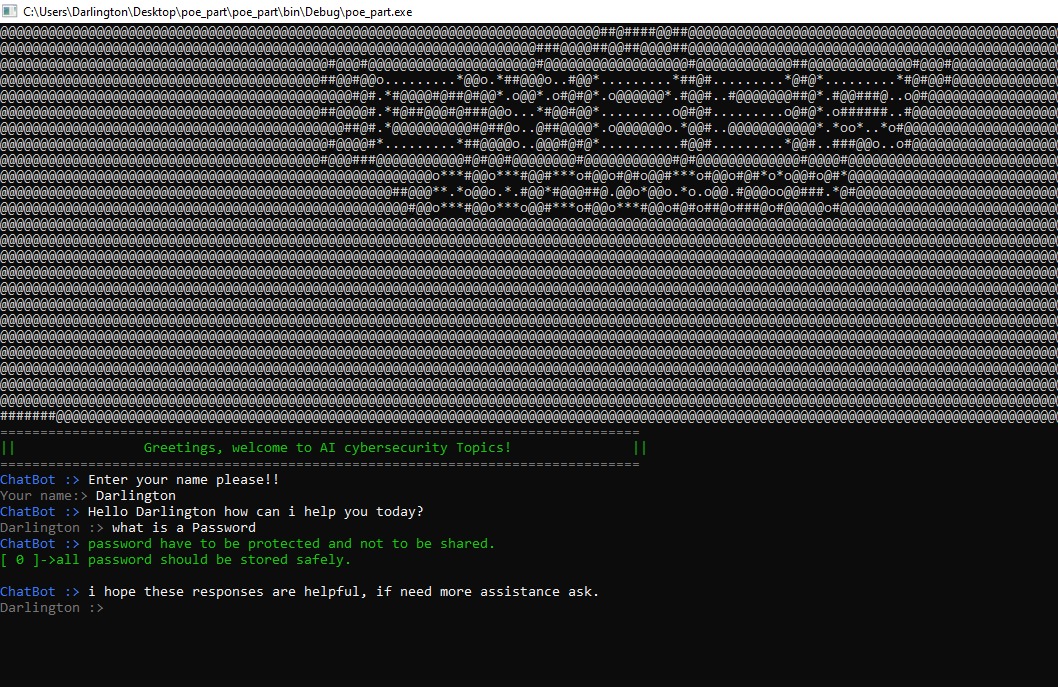 C:\Users\Darlington\Desktop\poe_part\poe_part\bin\Debug\poe_part.exe
================================================================================
||                Greetings, welcome to AI cybersecurity Topics!               ||
================================================================================
ChatBot :> Enter your name please!!
Your name:> Darlington
ChatBot :> Hello Darlington how can i help you today?
Darlington :> what is a Password
ChatBot :> password have to be protected and not to be shared.
[ 0 ]->all password should be stored safely.
ChatBot :> i hope these responses are helpful, if need more assistance ask.
Darlington :>